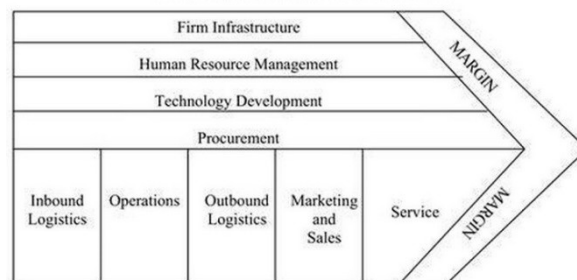 Firm Infrastructure
Human Resource Management
Technology Development
Procurement
MARGIN
Inbound
Logistics
Operations
Outbound
Logistics
Marketing
and
Sales
Service
MARGIN